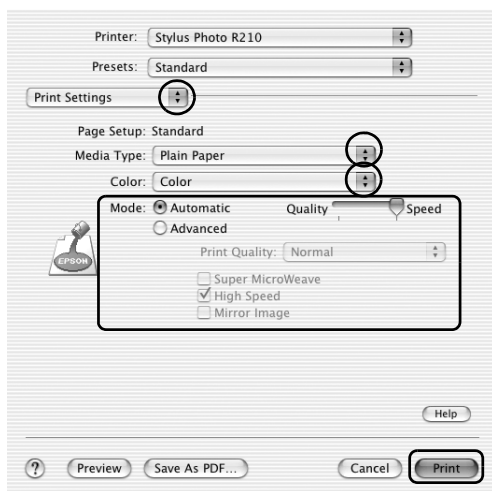 Printer: Stylus Photo R210
Presets: Standard
Print Settings
Page Setup: Standard
Media Type: Plain Paper
Color: Color
Mode: Automatic Quality Speed
Advanced
Print Quality: Normal
EPSON
Super MicroWeave
High Speed
Mirror Image
Help
? Preview Save As PDF... Cancel Print